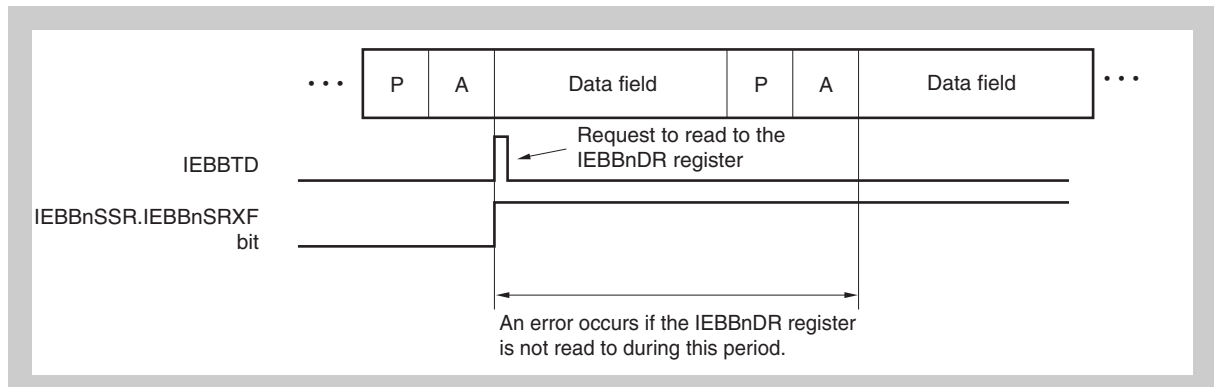 ... P A Data field P A Data field ...
Request to read to the
IEBBnDR register
IEBBTD
IEBBnSSR.IEBBnSRXF
bit
An error occurs if the IEBBnDR register
is not read to during this period.